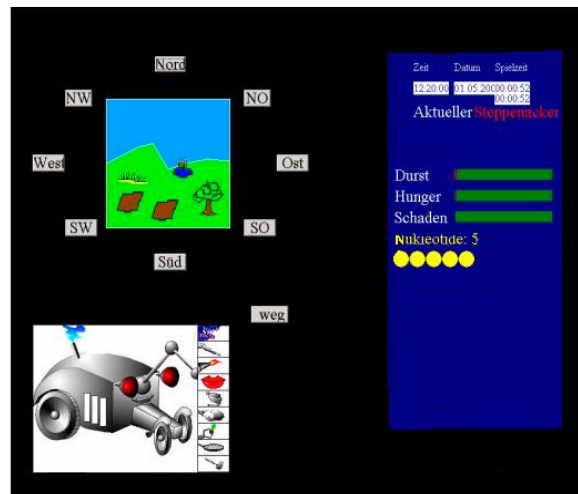 Nord
NW
NO
West
Ost
SW
SO
Süd
weg
Zeit Datum Spielzeit
12:20:00 01.05.200 00:00:52
00:00:52
Aktueller Steppenacker
Durst
Hunger
Schaden
Nukleotide: 5